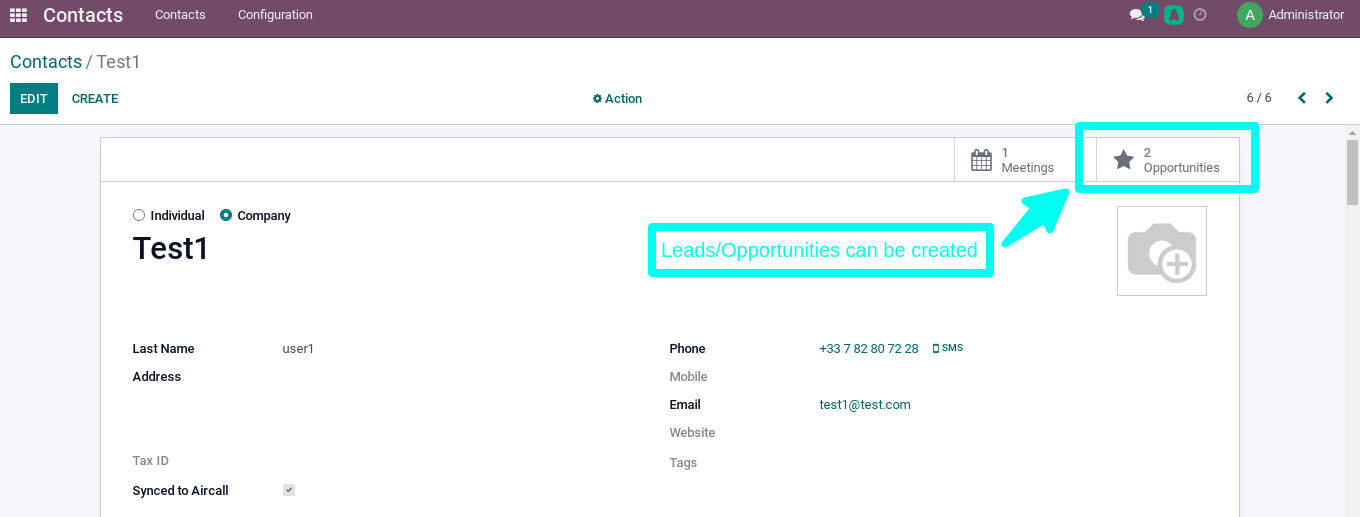 Contacts Contacts Configuration 1 A Administrator
Contacts / Test1
EDIT CREATE Action 6 / 6
1 Meetings
2 Opportunities
Individual Company
Test1
Leads/Opportunities can be created
Last Name user1
Address
Tax ID
Synced to Aircall
Phone +33 7 82 80 72 28 SMS
Mobile
Email test1@test.com
Website
Tags